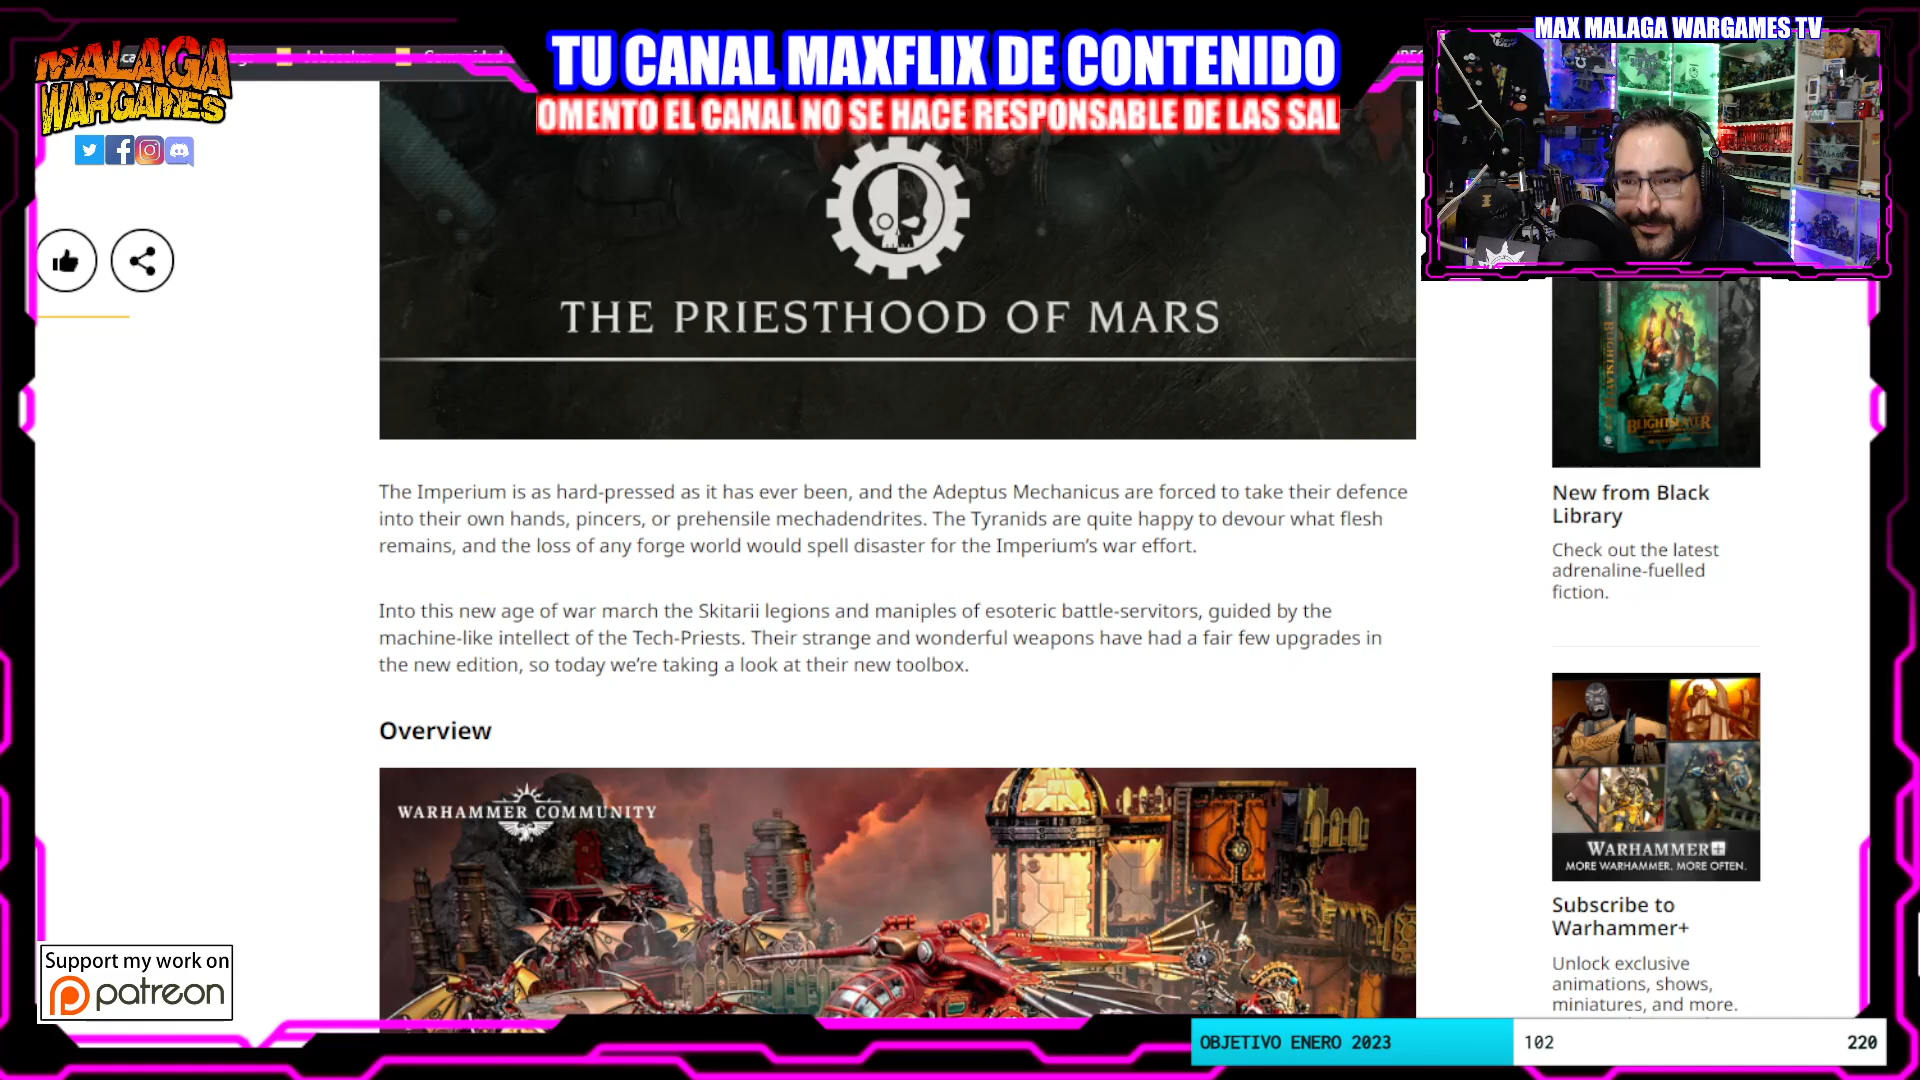 MALAGA
WARGAMES
TU CANAL MAXFLIX DE CONTENIDO
OMENTO EL CANAL NO SE HACE RESPONSABLE DE LAS SAL
MAX MALAGA WARGAMES TV
THE PRIESTHOOD OF MARS
The Imperium is as hard-pressed as it has ever been, and the Adeptus Mechanicus are forced to take their defence
into their own hands, pincers, or prehensile mechadendrites. The Tyranids are quite happy to devour what flesh
remains, and the loss of any forge world would spell disaster for the Imperium’s war effort.
Into this new age of war march the Skitarii legions and maniples of esoteric battle-servitors, guided by the
machine-like intellect of the Tech-Priests. Their strange and wonderful weapons have had a fair few upgrades in
the new edition, so today we’re taking a look at their new toolbox.
Overview
WARHAMMER COMMUNITY
BLIGHTSLAYER
New from Black
Library
Check out the latest
adrenaline-fuelled
fiction.
WARHAMMER+
MORE WARHAMMER. MORE OFTEN.
Subscribe to
Warhammer+
Unlock exclusive
animations, shows,
miniatures, and more.
Support my work on
patreon
OBJETIVO ENERO 2023
102
220